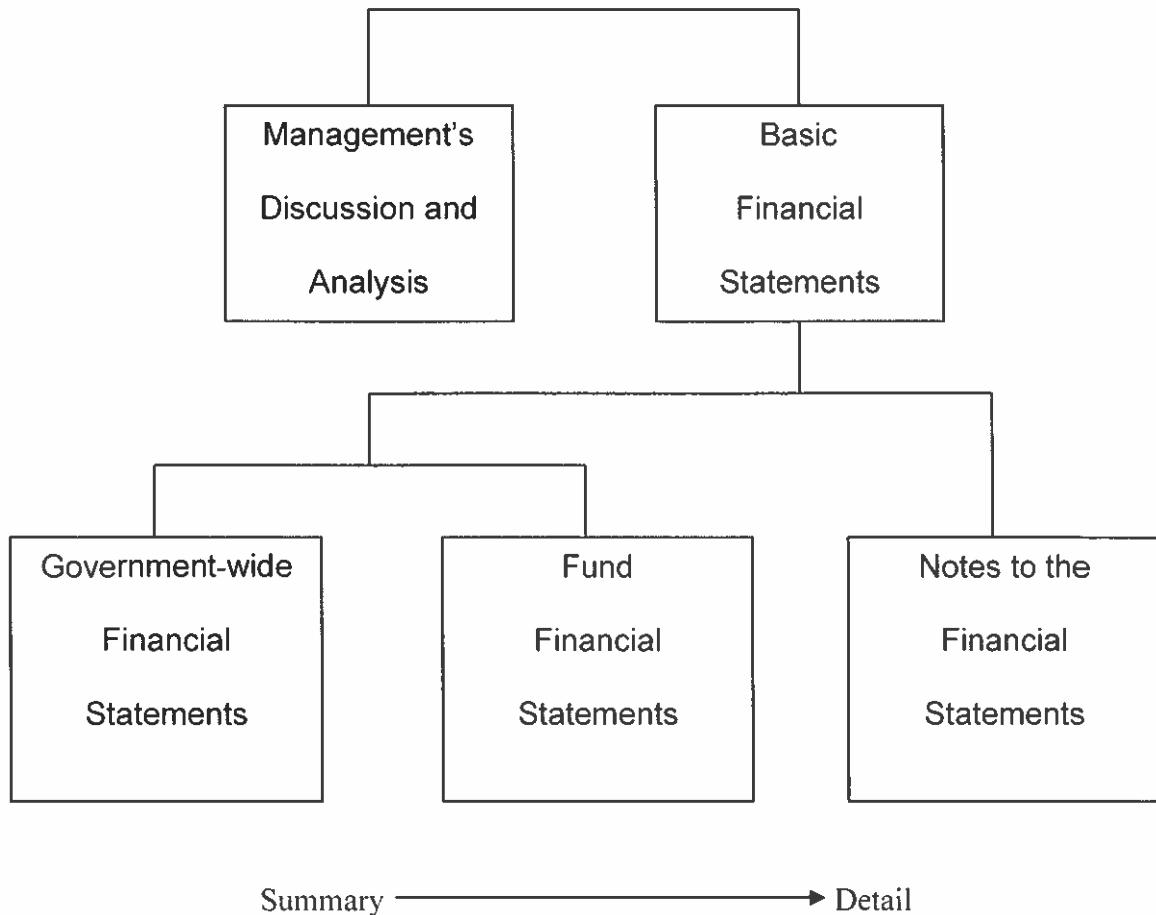 Management's
Discussion and
Analysis
Basic
Financial
Statements
Government-wide
Financial
Statements
Fund
Financial
Statements
Notes to the
Financial
Statements
Summary Detail